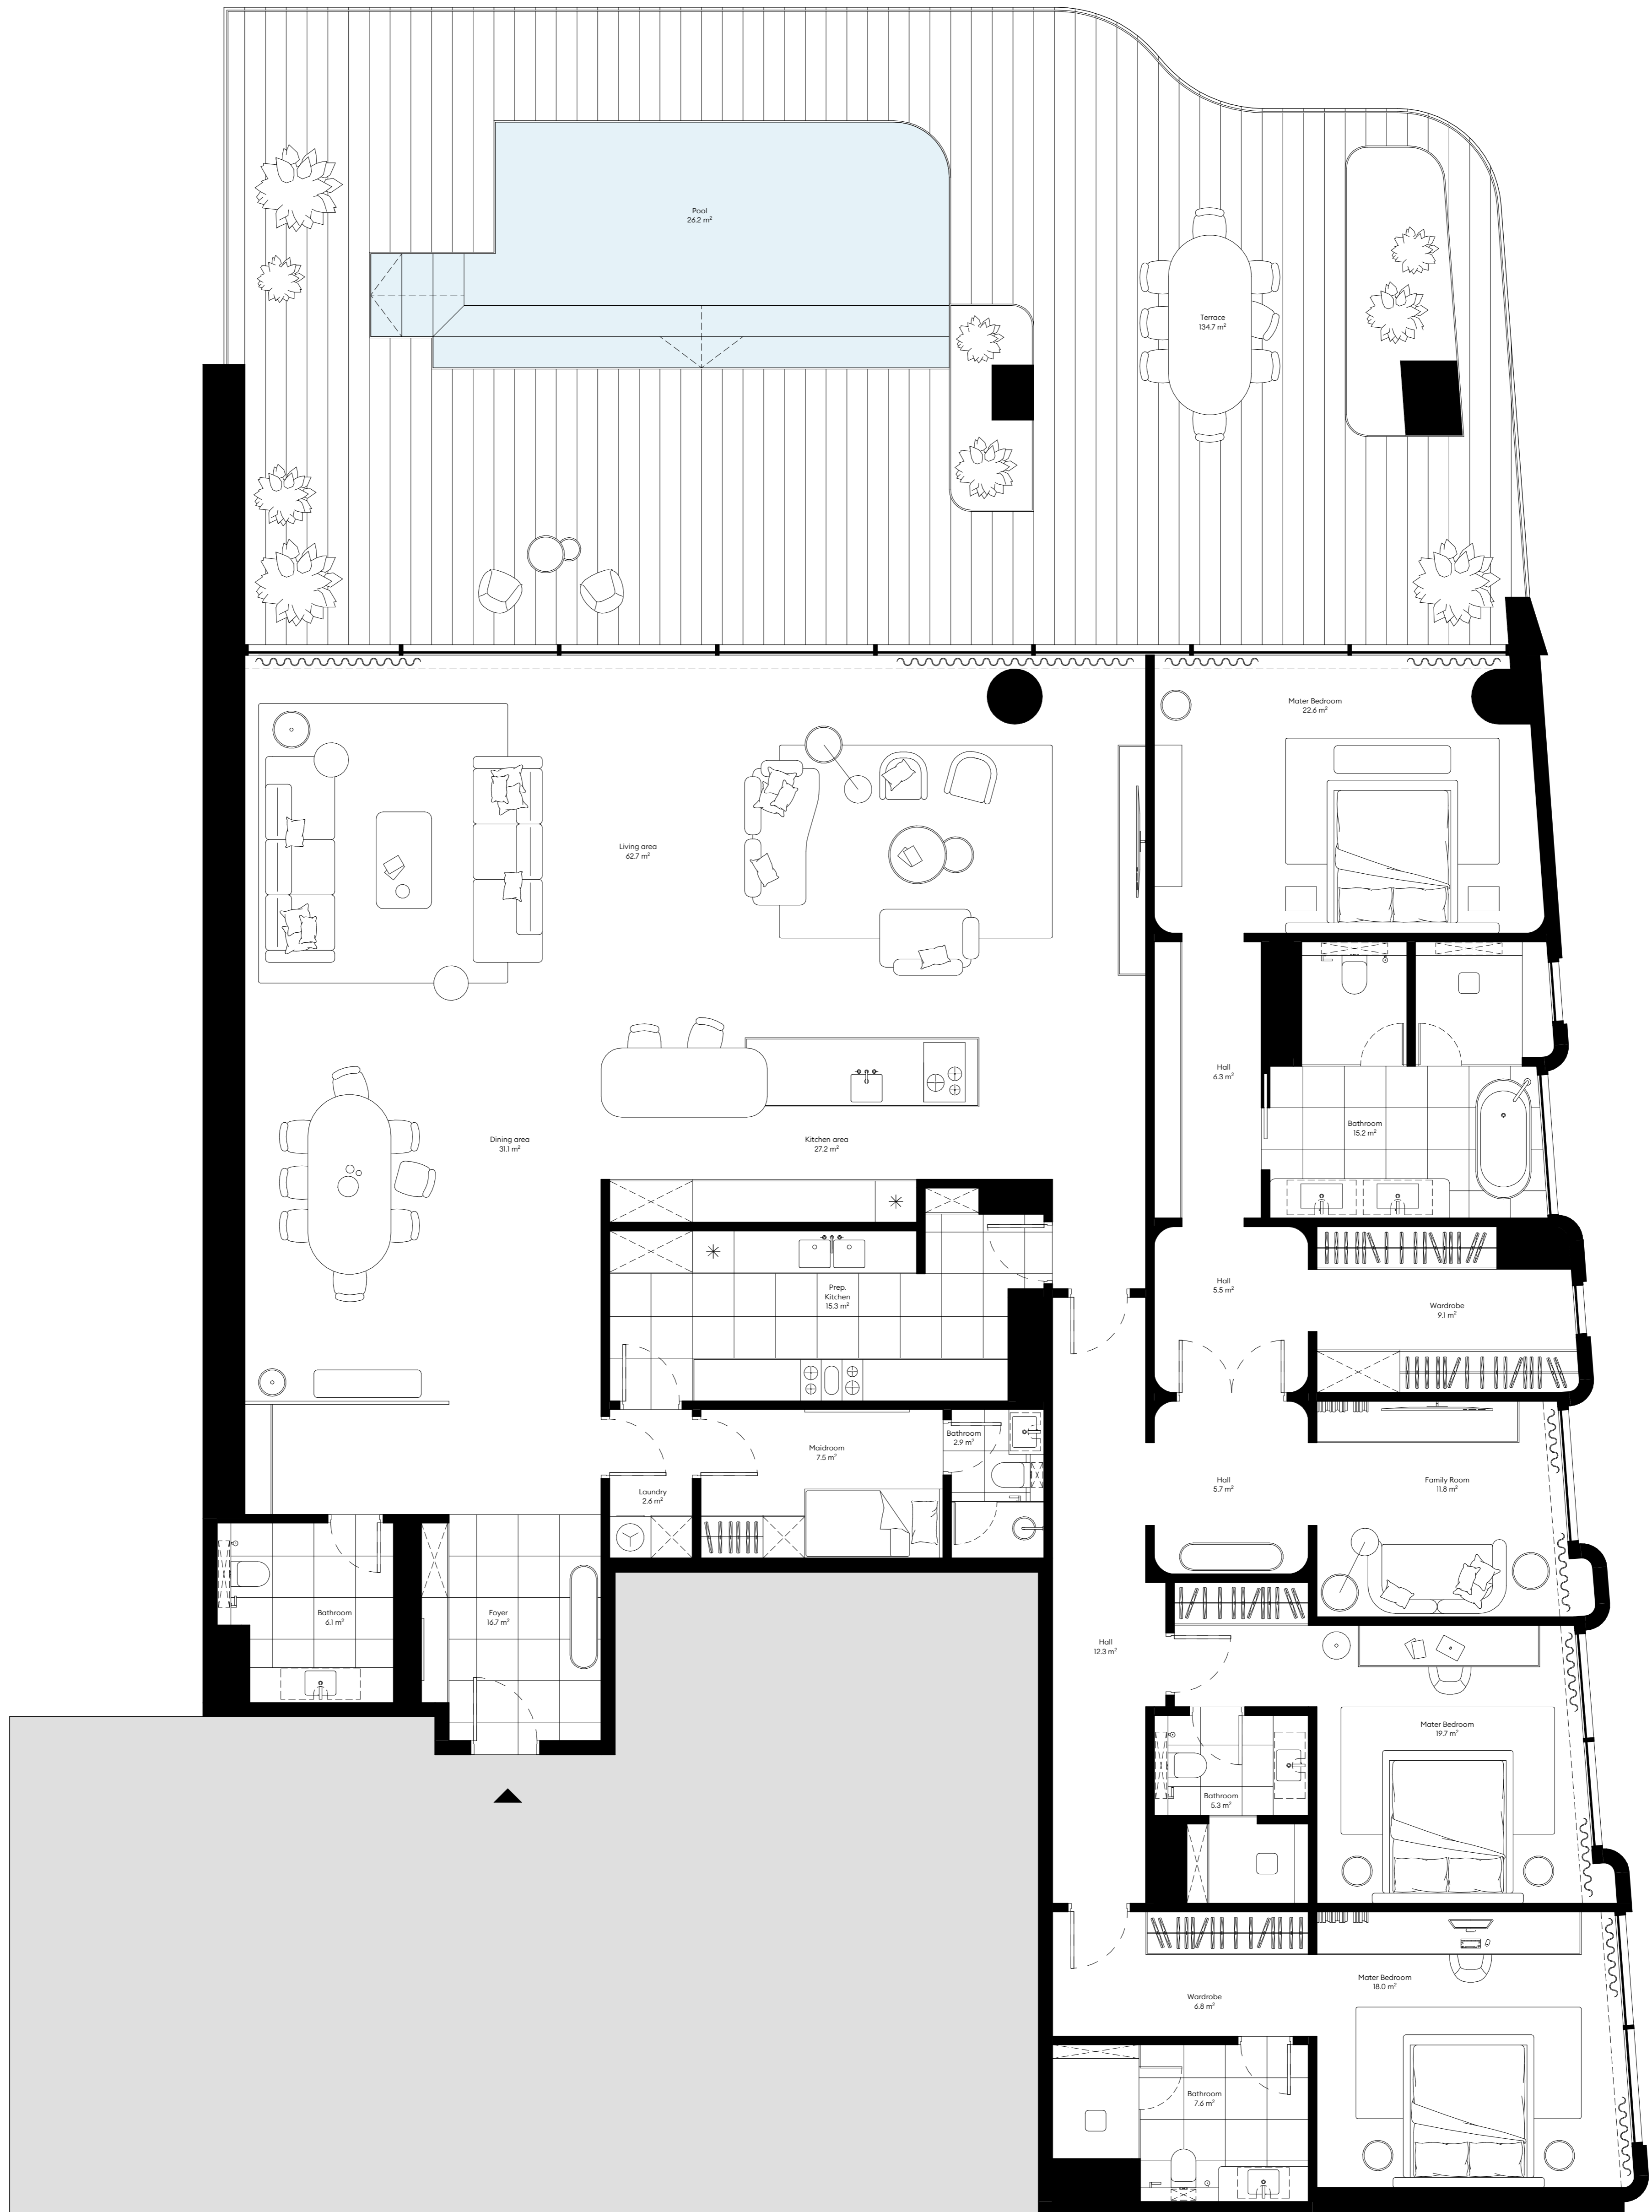 Pool
26.2 m²
Terrace
134.7 m²
Mater Bedroom
22.6 m²
Living area
62.7 m²
Hall
6.3 m²
Bathroom
15.2 m²
Dining area
31.1 m²
Kitchen area
27.2 m²
Prep.
Kitchen
15.3 m²
Hall
5.5 m²
Wardrobe
9.1 m²
Bathroom
2.9 m²
Maidroom
7.5 m²
Laundry
2.6 m²
Hall
5.7 m²
Family Room
11.8 m²
Bathroom
6.1 m²
Foyer
16.7 m²
Hall
12.3 m²
Mater Bedroom
19.7 m²
Bathroom
5.3 m²
Mater Bedroom
18.0 m²
Wardrobe
6.8 m²
Bathroom
7.6 m²